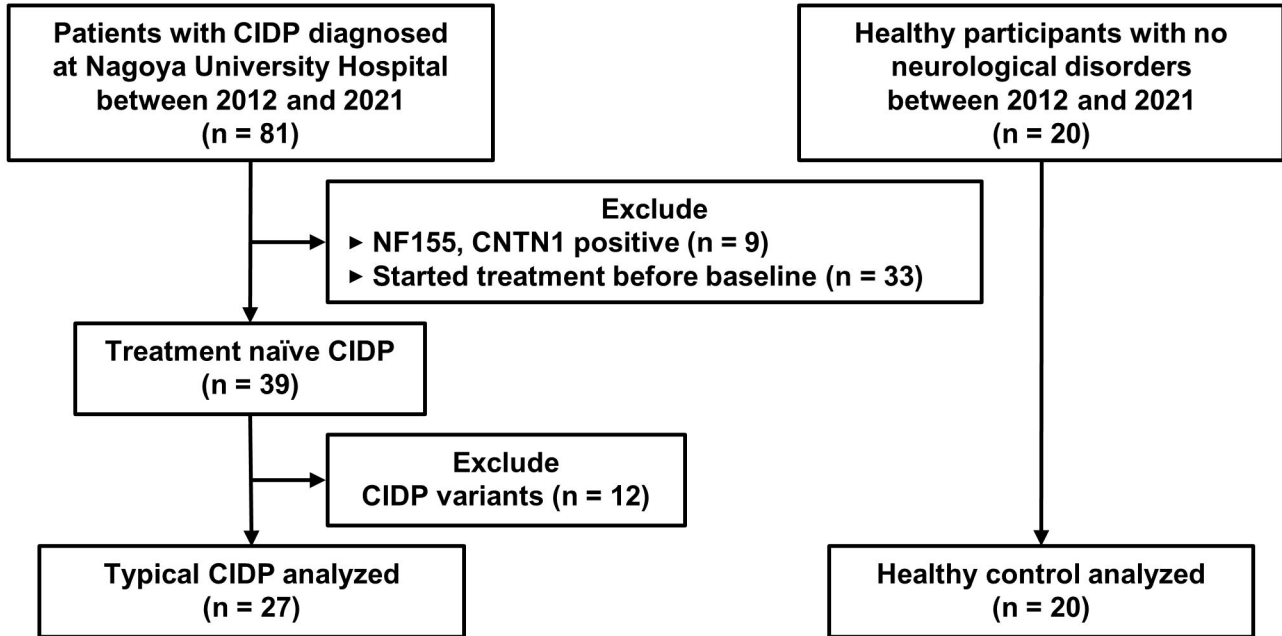 Patients with CIDP diagnosed
at Nagoya University Hospital
between 2012 and 2021
(n = 81)
Healthy participants with no
neurological disorders
between 2012 and 2021
(n = 20)
Exclude
► NF155, CNTN1 positive (n = 9)
► Started treatment before baseline (n = 33)
Treatment naïve CIDP
(n = 39)
Exclude
CIDP variants (n = 12)
Typical CIDP analyzed
(n = 27)
Healthy control analyzed
(n = 20)